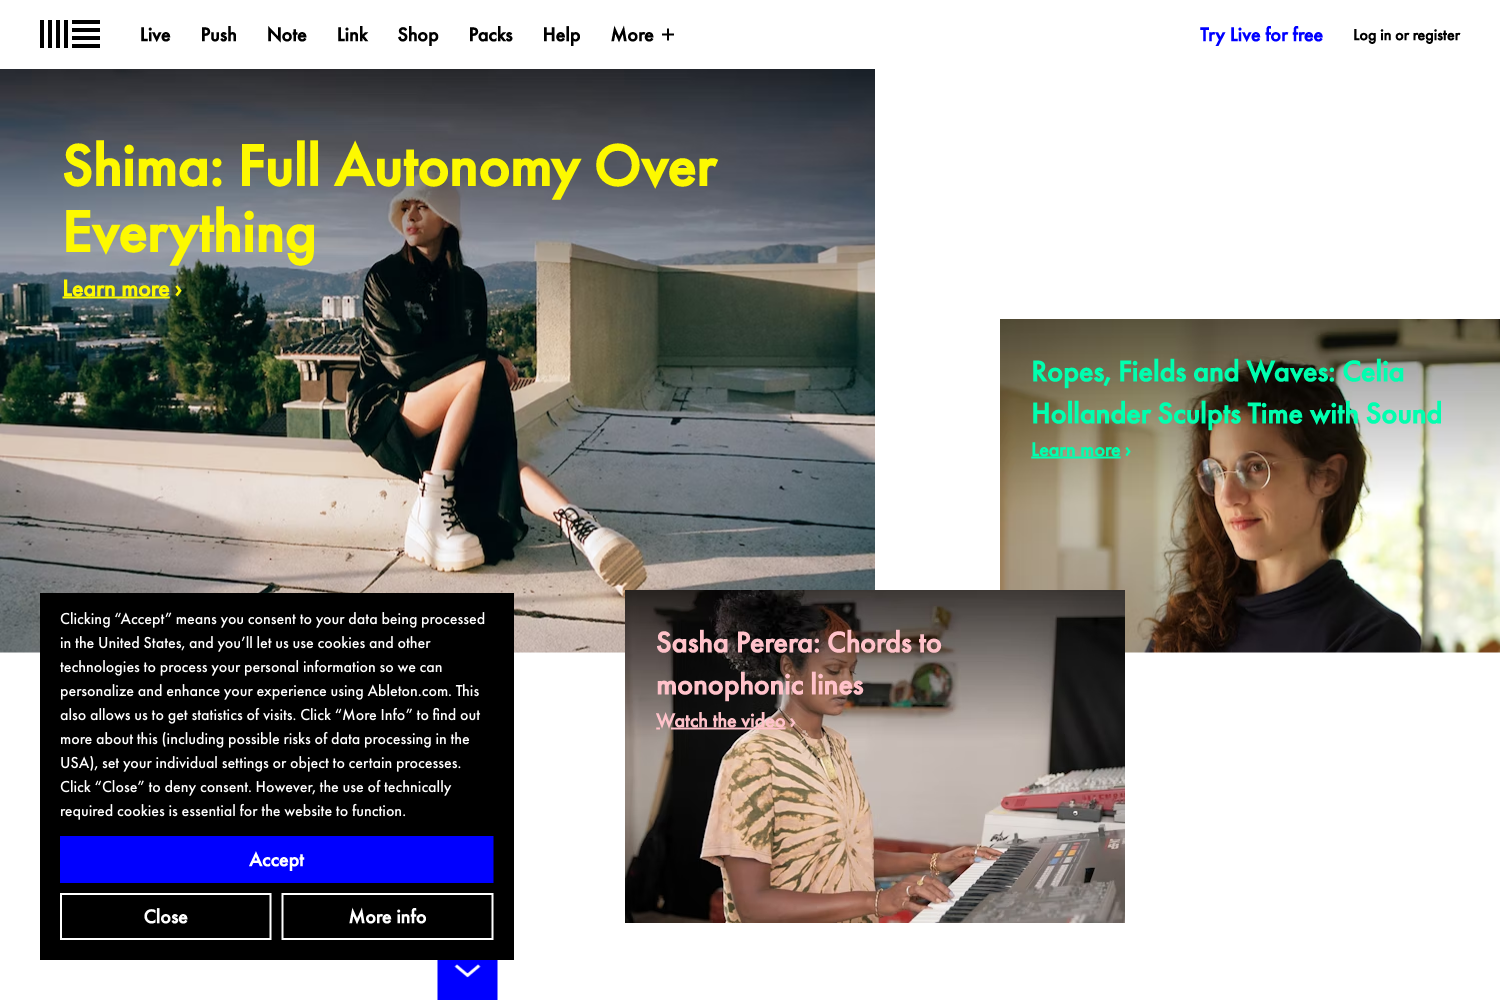 Live Push Note Link Shop Packs Help More +
Try Live for free Log in or register
Shima: Full Autonomy Over
Everything
Learn more ›
Ropes, Fields and Waves: Celia
Hollander Sculpts Time with Sound
Learn more ›
Sasha Perera: Chords to
monophonic lines
Watch the video ›
Clicking “Accept” means you consent to your data being processed
in the United States, and you’ll let us use cookies and other
technologies to process your personal information so we can
personalize and enhance your experience using Ableton.com. This
also allows us to get statistics of visits. Click “More Info” to find out
more about this (including possible risks of data processing in the
USA), set your individual settings or object to certain processes.
Click “Close” to deny consent. However, the use of technically
required cookies is essential for the website to function.
Accept
Close More info